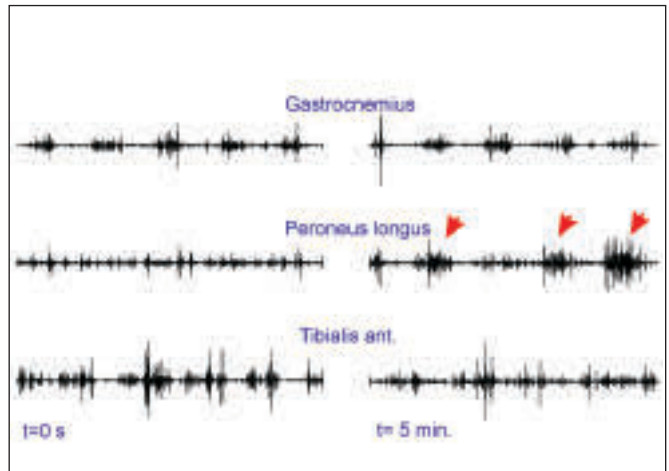 Gastrocnemius
Peroneus longus
Tibialis ant.
t=0 s
t= 5 min.